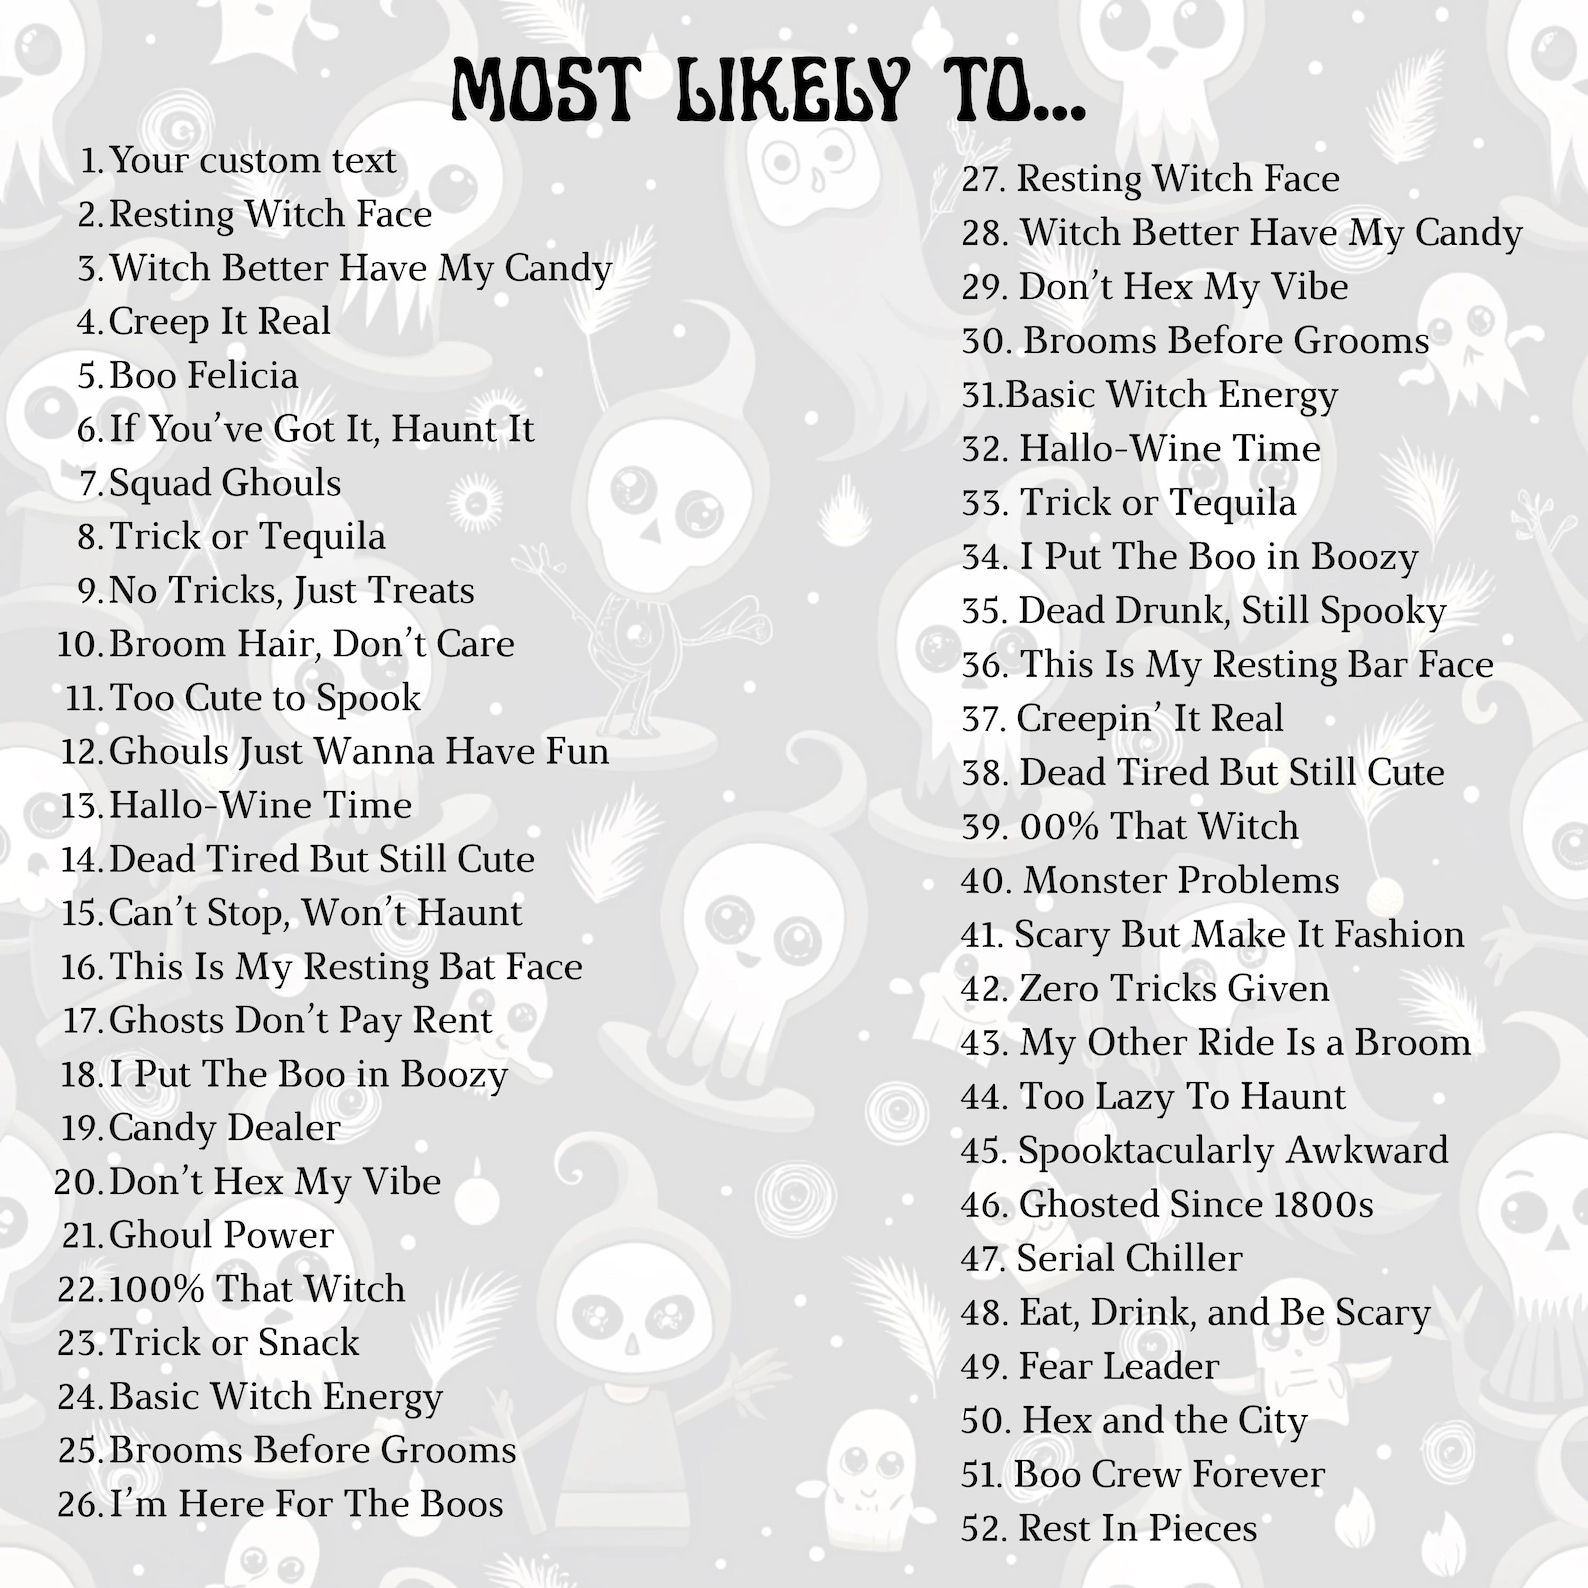 MOST LIKELY TO...
1. Your custom text
2. Resting Witch Face
3. Witch Better Have My Candy
4. Creep It Real
5. Boo Felicia
6. If You’ve Got It, Haunt It
7. Squad Ghouls
8. Trick or Tequila
9. No Tricks, Just Treats
10. Broom Hair, Don’t Care
11. Too Cute to Spook
12. Ghouls Just Wanna Have Fun
13. Hallo-Wine Time
14. Dead Tired But Still Cute
15. Can’t Stop, Won’t Haunt
16. This Is My Resting Bat Face
17. Ghosts Don’t Pay Rent
18. I Put The Boo in Boozy
19. Candy Dealer
20. Don’t Hex My Vibe
21. Ghoul Power
22. 100% That Witch
23. Trick or Snack
24. Basic Witch Energy
25. Brooms Before Grooms
26. I’m Here For The Boos
27. Resting Witch Face
28. Witch Better Have My Candy
29. Don’t Hex My Vibe
30. Brooms Before Grooms
31.Basic Witch Energy
32. Hallo-Wine Time
33. Trick or Tequila
34. I Put The Boo in Boozy
35. Dead Drunk, Still Spooky
36. This Is My Resting Bar Face
37. Creepin’ It Real
38. Dead Tired But Still Cute
39. 00% That Witch
40. Monster Problems
41. Scary But Make It Fashion
42. Zero Tricks Given
43. My Other Ride Is a Broom
44. Too Lazy To Haunt
45. Spooktacularly Awkward
46. Ghosted Since 1800s
47. Serial Chiller
48. Eat, Drink, and Be Scary
49. Fear Leader
50. Hex and the City
51. Boo Crew Forever
52. Rest In Pieces